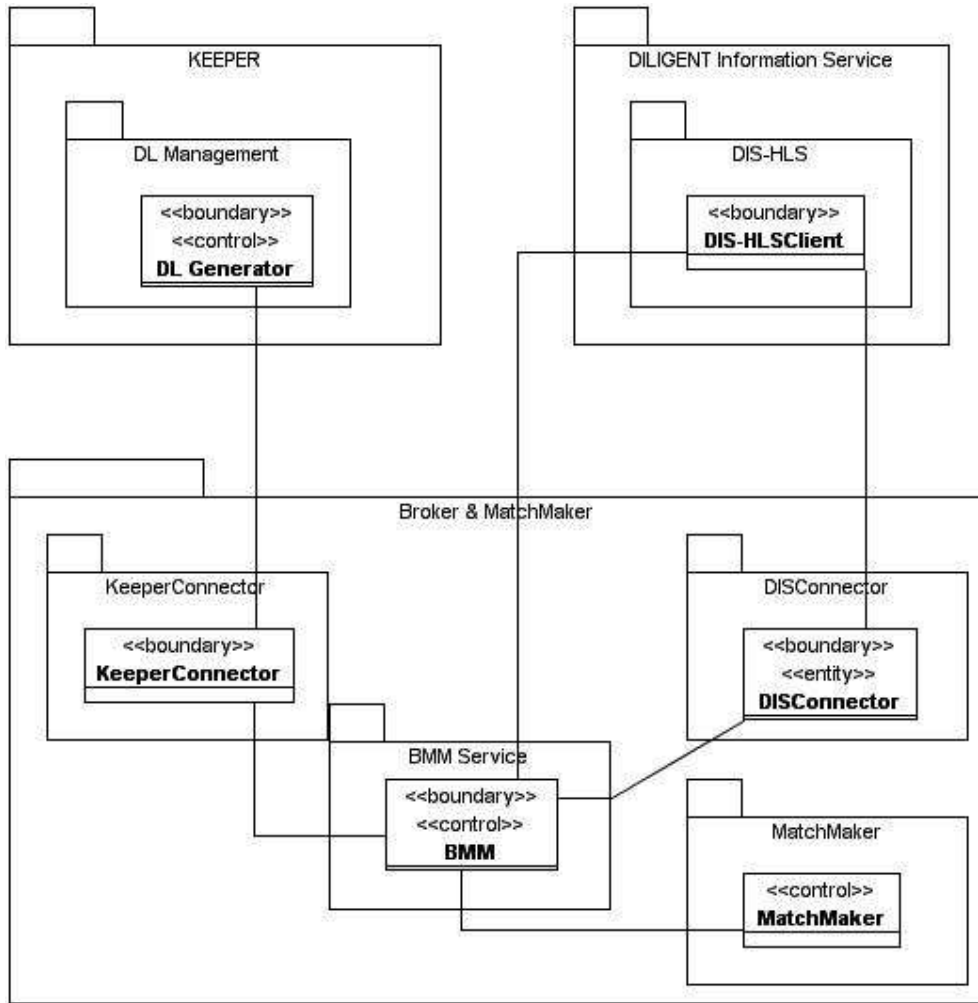 KEEPER
DL Management
<<boundary>>
<<control>>
DL Generator
DILIGENT Information Service
DIS-HLS
<<boundary>>
DIS-HLSClient
Broker & MatchMaker
KeeperConnector
<<boundary>>
KeeperConnector
DISConnector
<<boundary>>
<<entity>>
DISConnector
BMM Service
<<boundary>>
<<control>>
BMM
MatchMaker
<<control>>
MatchMaker